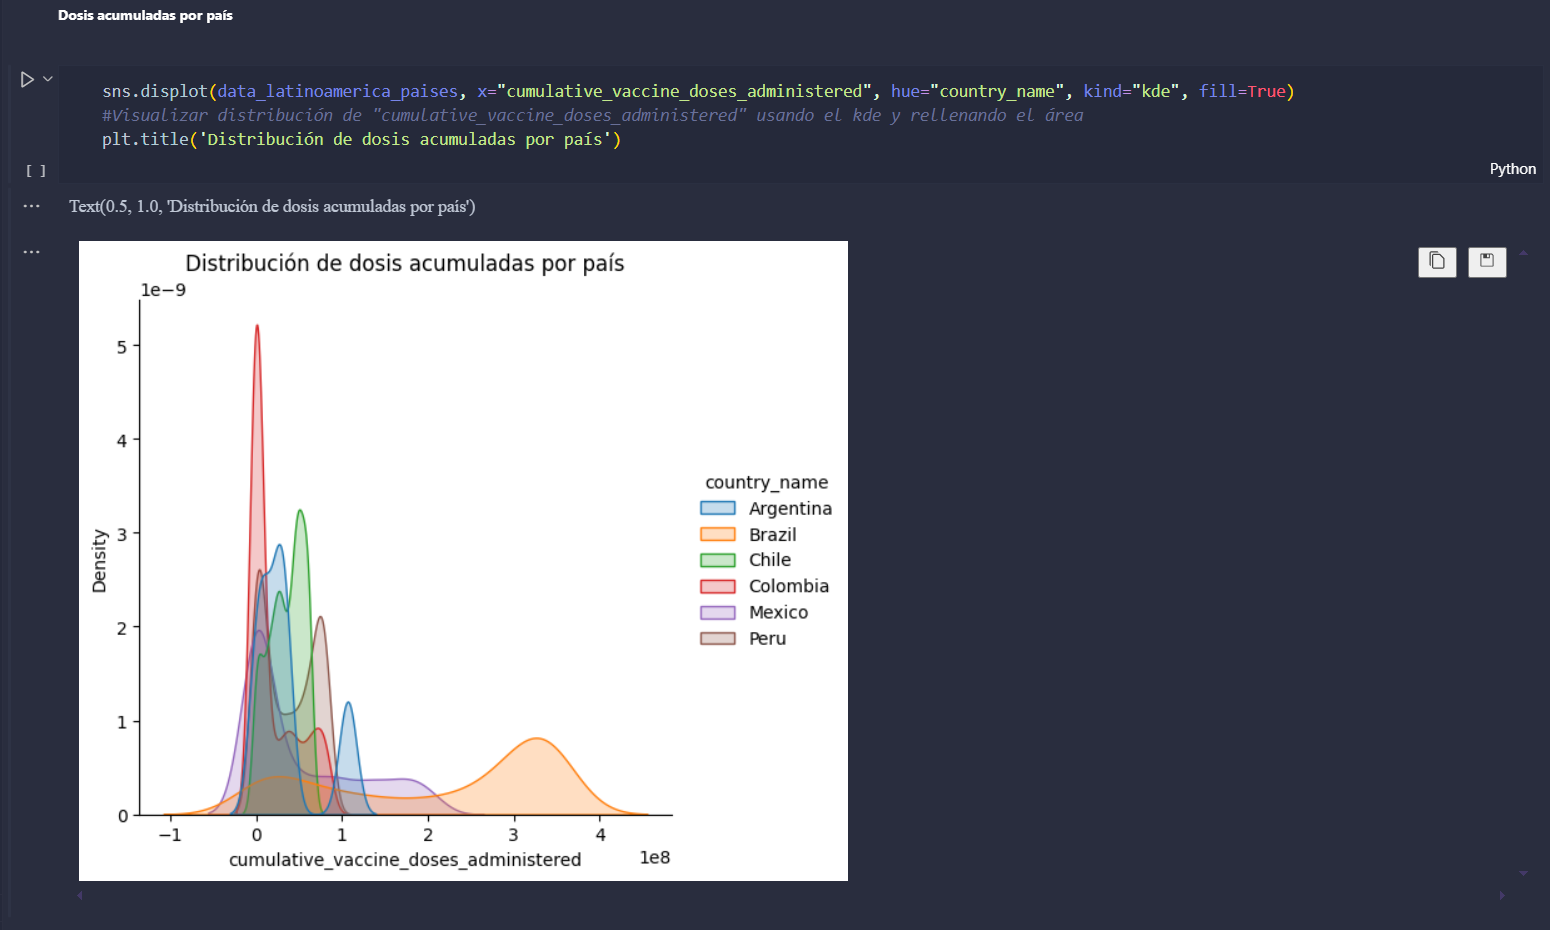 Dosis acumuladas por país
sns.displot(data_latinoamerica_paises, x="cumulative_vaccine_doses_administered", hue="country_name", kind="kde", fill=True)
#Visualizar distribución de "cumulative_vaccine_doses_administered" usando el kde y rellenando el área
plt.title('Distribución de dosis acumuladas por país')
[ ]
Python
Text(0.5, 1.0, 'Distribución de dosis acumuladas por país')
Distribución de dosis acumuladas por país
1e−9
5
4
3
2
1
0
Density
−1 0 1 2 3 4
1e8
cumulative_vaccine_doses_administered
country_name
Argentina
Brazil
Chile
Colombia
Mexico
Peru